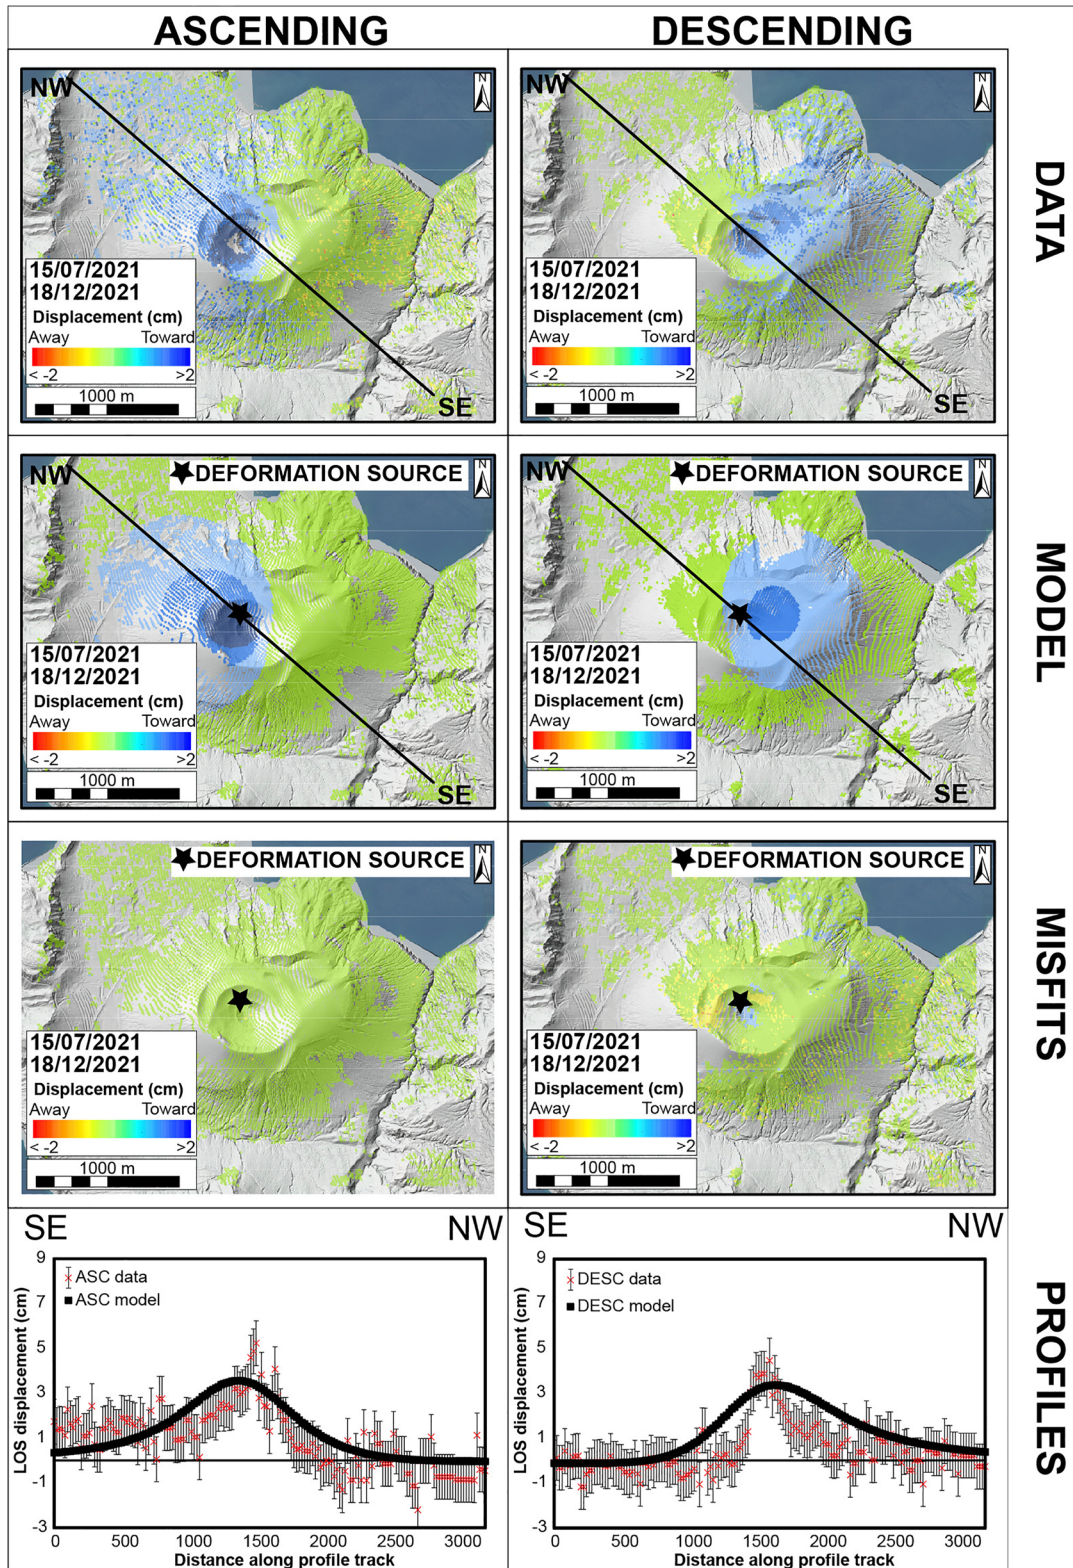 ASCENDING
DESCENDING
NW
N
15/07/2021
18/12/2021
Displacement (cm)
Away Toward
< -2 >2
1000 m
SE
NW
N
15/07/2021
18/12/2021
Displacement (cm)
Away Toward
< -2 >2
1000 m
SE
DATA
NW
DEFORMATION SOURCE
N
15/07/2021
18/12/2021
Displacement (cm)
Away Toward
< -2 >2
1000 m
SE
NW
DEFORMATION SOURCE
N
15/07/2021
18/12/2021
Displacement (cm)
Away Toward
< -2 >2
1000 m
SE
MODEL
DEFORMATION SOURCE
N
15/07/2021
18/12/2021
Displacement (cm)
Away Toward
< -2 >2
1000 m
DEFORMATION SOURCE
N
15/07/2021
18/12/2021
Displacement (cm)
Away Toward
< -2 >2
1000 m
MISFITS
SE NW
LOS displacement (cm)
9
7
5
3
1
-1
-3
ASC data
ASC model
0 500 1000 1500 2000 2500 3000
Distance along profile track
SE NW
LOS displacement (cm)
9
7
5
3
1
-1
-3
DESC data
DESC model
0 500 1000 1500 2000 2500 3000
Distance along profile track
PROFILES